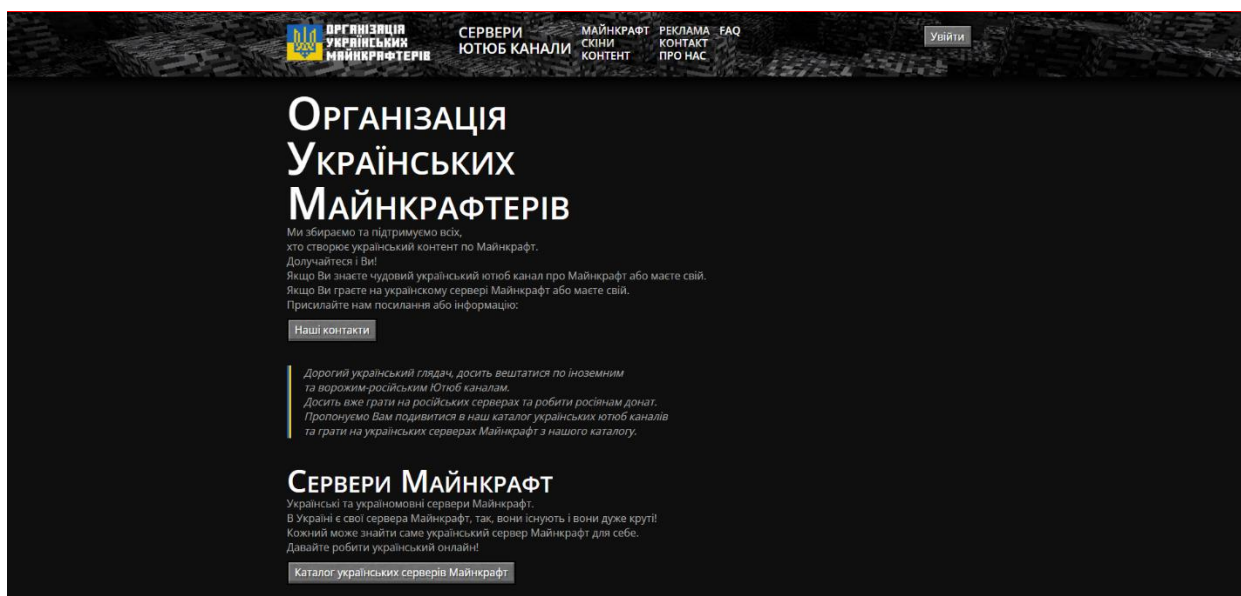 ОРГАНІЗАЦІЯ
УКРАЇНСЬКИХ
МАЙНКРАФТЕРІВ
СЕРВЕРИ
ЮТЮБ КАНАЛИ
МАЙНКРАФТ
СКІНИ
КОНТЕНТ
РЕКЛАМА
КОНТАКТ
ПРО НАС
FAQ
Увійти
Організація
Українських
Майнкрафтерів
Ми збираємо та підтримуємо всіх,
хто створює український контент по Майнкрафт.
Долучайтеся і Ви!
Якщо Ви знаєте чудовий український ютюб канал про Майнкрафт або маєте свій.
Якщо Ви граєте на українскому сервері Майнкрафт або маєте свій.
Присилайте нам посилання або інформацію:
Наші контакти
Дорогий український глядач, досить вештатися по іноземним
та ворожим-російським Ютюб каналам.
Досить вже грати на російських серверах та робити росіянам донат.
Пропонуємо Вам подивитися в наш каталог українських ютюб каналів
та грати на українських серверах Майнкрафт з нашого каталогу.
Сервери Майнкрафт
Українські та україномовні сервери Майнкрафт.
В Україні є свої сервера Майнкрафт, так, вони існують і вони дуже круті!
Кожний може знайти саме український сервер Майнкрафт для себе.
Давайте робити український онлайн!
Каталог українських серверів Майнкрафт